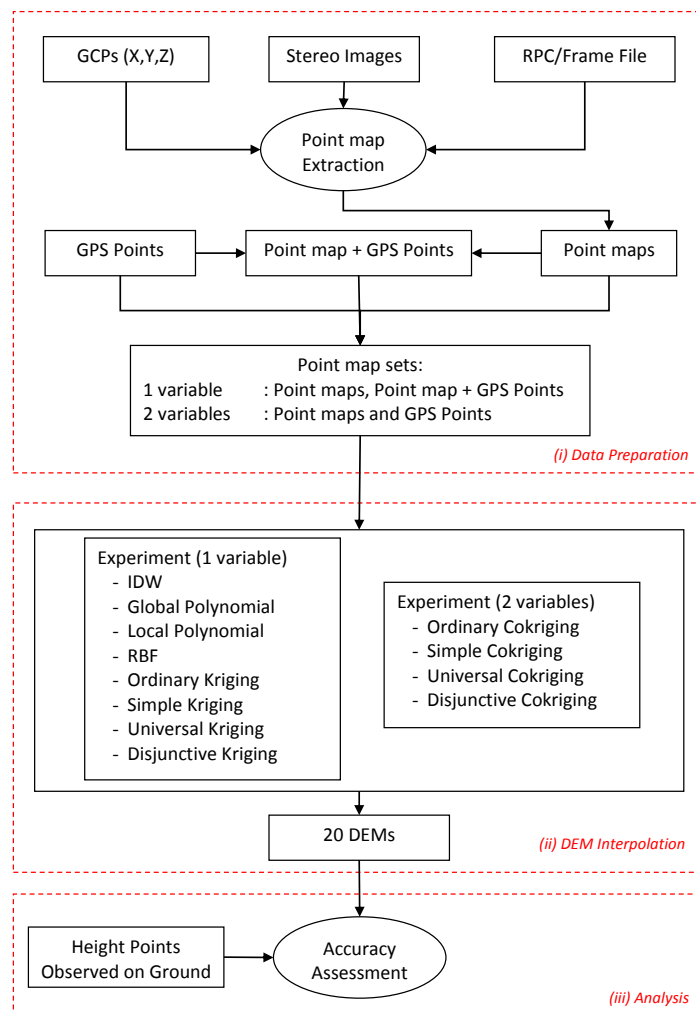 GCPs (X,Y,Z)
Stereo Images
RPC/Frame File
Point map
Extraction
GPS Points
Point map + GPS Points
Point maps
Point map sets:
1 variable : Point maps, Point map + GPS Points
2 variables : Point maps and GPS Points
(i) Data Preparation
Experiment (1 variable)
- IDW
- Global Polynomial
- Local Polynomial
- RBF
- Ordinary Kriging
- Simple Kriging
- Universal Kriging
- Disjunctive Kriging
Experiment (2 variables)
- Ordinary Cokriging
- Simple Cokriging
- Universal Cokriging
- Disjunctive Cokriging
20 DEMs
(ii) DEM Interpolation
Height Points
Observed on Ground
Accuracy
Assessment
(iii) Analysis